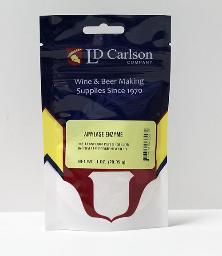 LD Carlson
COMPANY
Wine & Beer Making
Supplies Since 1970
AMYLASE ENZYME
NET WT. 1 OZ. (28.35 g)